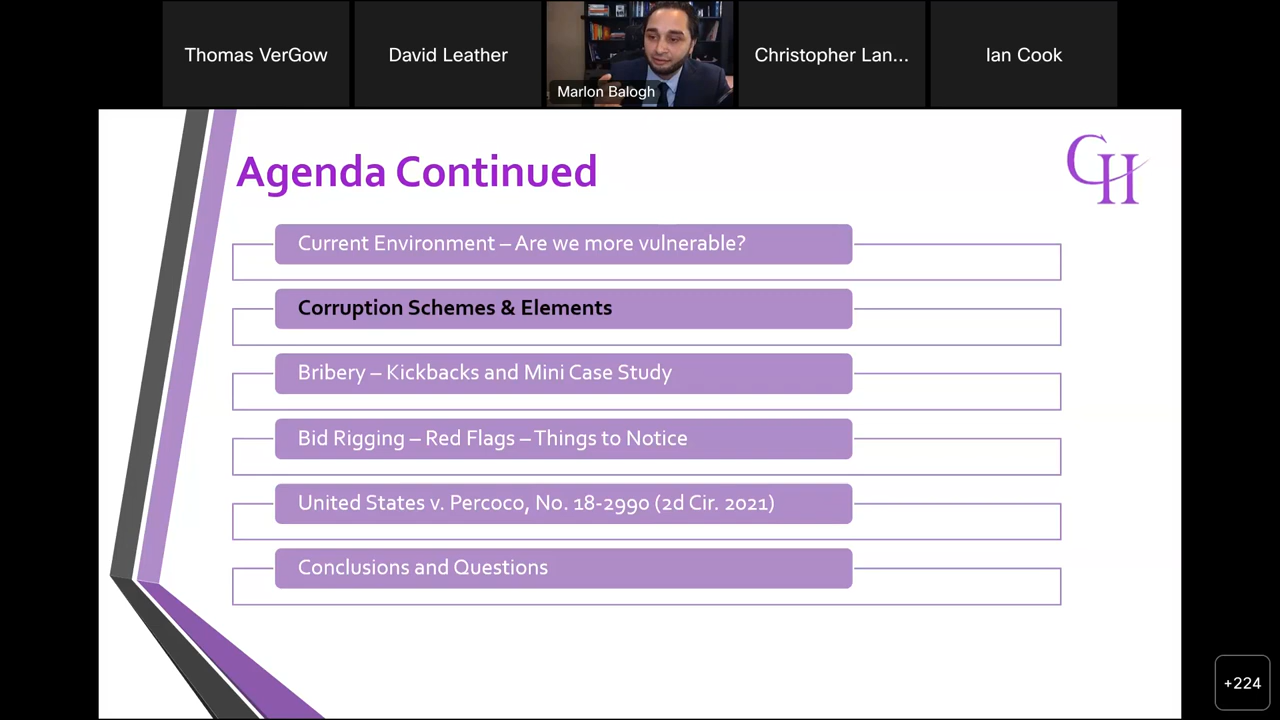 Thomas VerGow
David Leather
Marlon Balogh
Christopher Lan...
Ian Cook
Agenda Continued
CH
Current Environment – Are we more vulnerable?
Corruption Schemes & Elements
Bribery – Kickbacks and Mini Case Study
Bid Rigging – Red Flags – Things to Notice
United States v. Percoco, No. 18-2990 (2d Cir. 2021)
Conclusions and Questions
+224